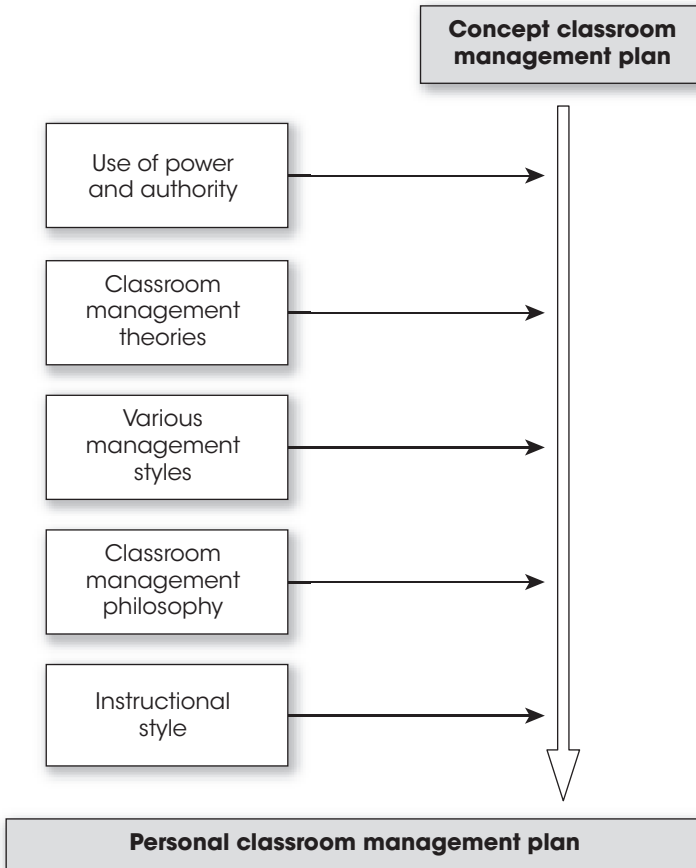 Concept classroom
management plan
Use of power
and authority
Classroom
management
theories
Various
management
styles
Classroom
management
philosophy
Instructional
style
Personal classroom management plan